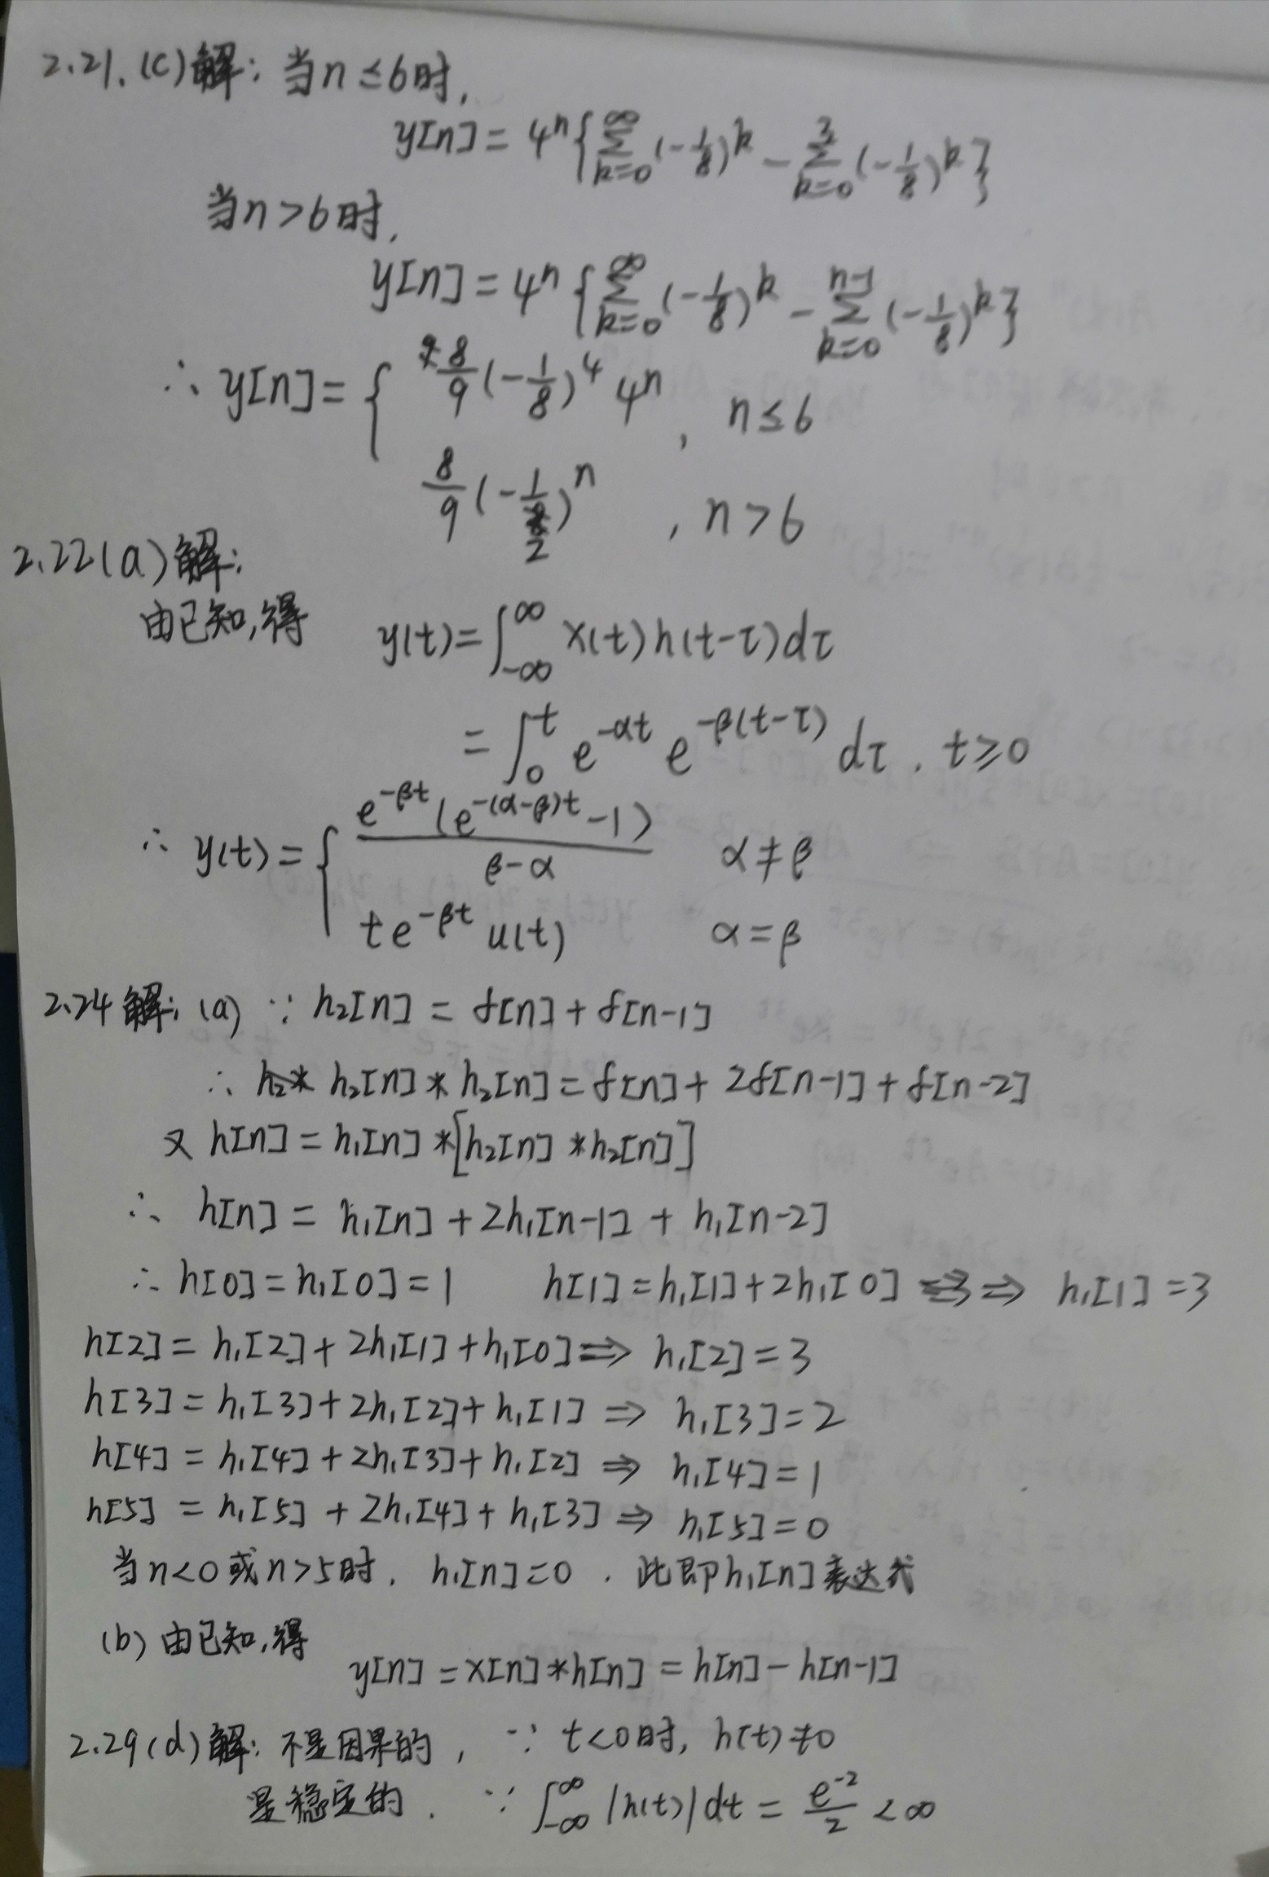 2.21.(c)解：当n≤6时，
y[n]=4ⁿ{∑_{k=0}^{∞}(-1/8)^k-∑_{k=0}^{3}(-1/8)^k}
当n>6时，
y[n]=4ⁿ{∑_{k=0}^{∞}(-1/8)^k-∑_{k=0}^{n-1}(-1/8)^k}
∴y[n]={ 8/9(-1/8)^4 4ⁿ, n≤6
8/9(-1/2)^n, n>6
2.22(a)解：
由已知,得 y(t)=∫_{-∞}^{∞}x(t)h(t-τ)dτ
=∫_0^t e^{-αt} e^{-β(t-τ)} dτ, t≥0
∴y(t)={ e^{-βt}(e^{-(α-β)t}-1)/(β-α) α≠β
te^{-βt}u(t) α=β
2.24解：(a) ∵h₂[n]=δ[n]+δ[n-1]
∴h₂[n]*h₂[n]=δ[n]+2δ[n-1]+δ[n-2]
又h[n]=h₁[n]*[h₂[n]*h₂[n]]
∴h[n]=h₁[n]+2h₁[n-1]+h₁[n-2]
∴h[0]=h₁[0]=1 h[1]=h₁[1]+2h₁[0]⇒h₁[1]=3
h[2]=h₁[2]+2h₁[1]+h₁[0]⇒h₁[2]=3
h[3]=h₁[3]+2h₁[2]+h₁[1]⇒h₁[3]=2
h[4]=h₁[4]+2h₁[3]+h₁[2]⇒h₁[4]=1
h[5]=h₁[5]+2h₁[4]+h₁[3]⇒h₁[5]=0
当n<0或n>5时，h₁[n]=0．此即h₁[n]表达式
(b)由已知,得
y[n]=x[n]*h[n]=h[n]-h[n-1]
2.29(d)解：不是因果的，∵t<0时，h(t)≠0
是稳定的．∵∫_{-∞}^{∞}|h(t)|dt=e^{-2}/2<∞